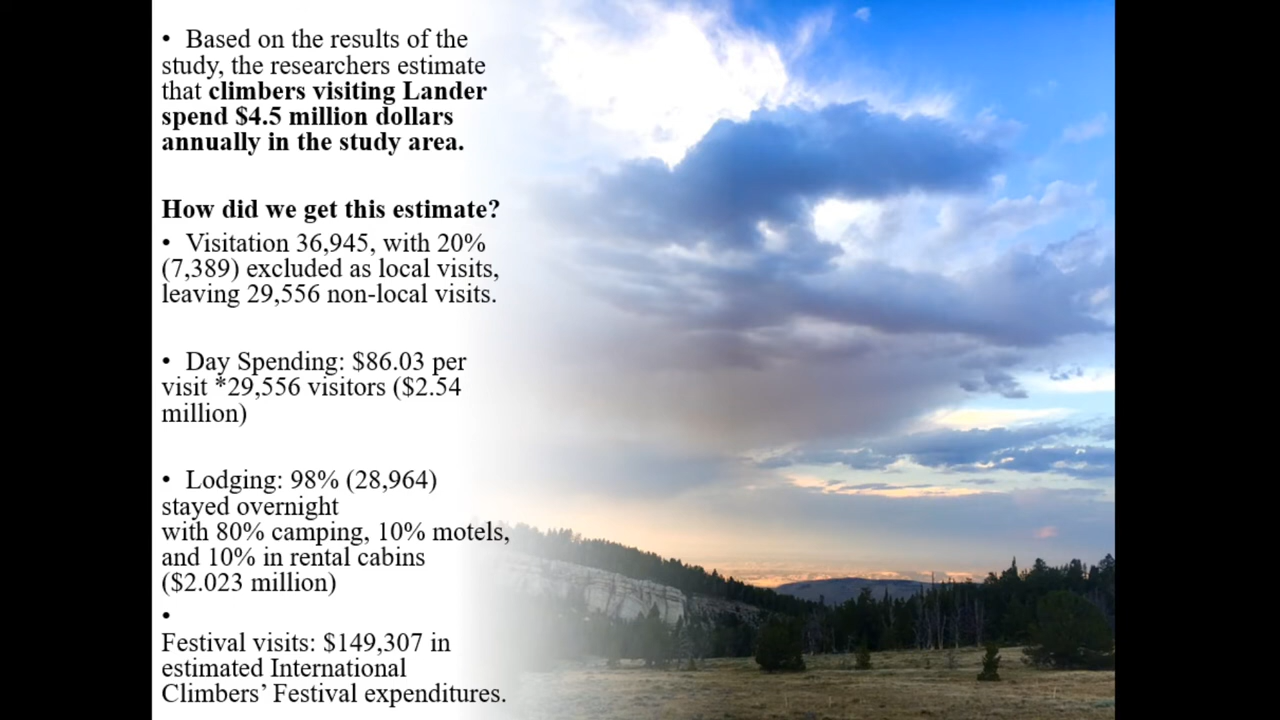 • Based on the results of the
study, the researchers estimate
that climbers visiting Lander
spend $4.5 million dollars
annually in the study area.
How did we get this estimate?
• Visitation 36,945, with 20%
(7,389) excluded as local visits,
leaving 29,556 non-local visits.
• Day Spending: $86.03 per
visit *29,556 visitors ($2.54
million)
• Lodging: 98% (28,964)
stayed overnight
with 80% camping, 10% motels,
and 10% in rental cabins
($2.023 million)
•
Festival visits: $149,307 in
estimated International
Climbers’ Festival expenditures.